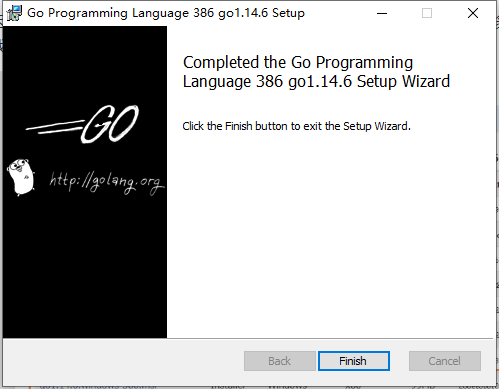 Go Programming Language 386 go1.14.6 Setup
Completed the Go Programming
Language 386 go1.14.6 Setup Wizard
Click the Finish button to exit the Setup Wizard.
GO
http://golang.org
Back
Finish
Cancel